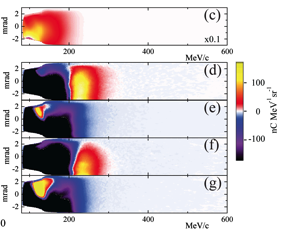 mrad
2
0
-2
(c)
x0.1
0 200 400 600
MeV/c
mrad
2
0
-2
(d)
mrad
2
0
-2
(e)
mrad
2
0
-2
(f)
mrad
2
0
-2
(g)
0 200 400 600
MeV/c
100
0
-100
nC MeV⁻¹ sr⁻¹
0